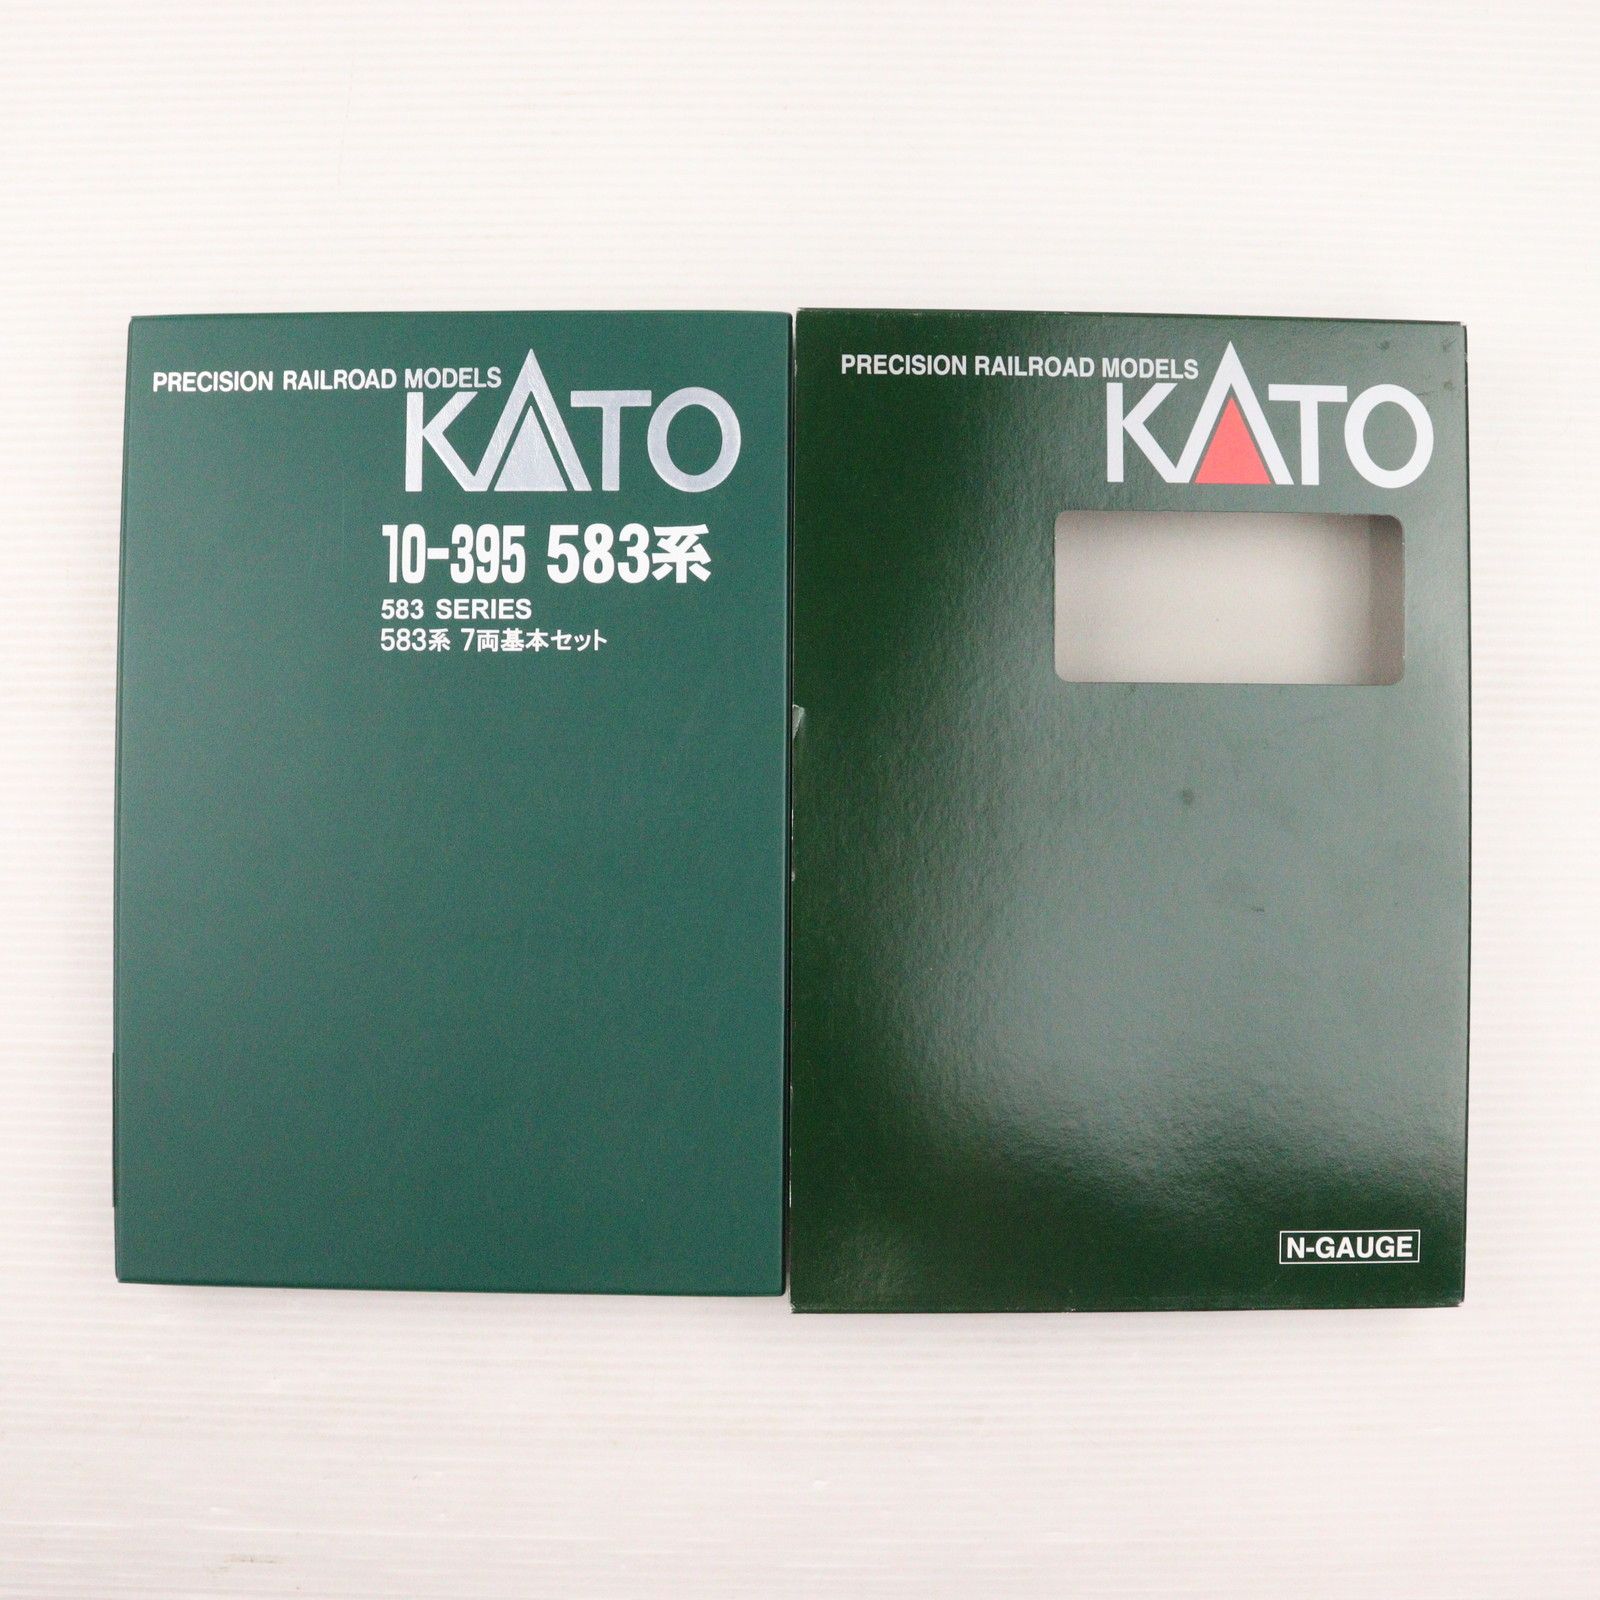 PRECISION RAILROAD MODELS
KATO
10-395 583系
583 SERIES
583系 7両基本セット
PRECISION RAILROAD MODELS
KATO
N-GAUGE